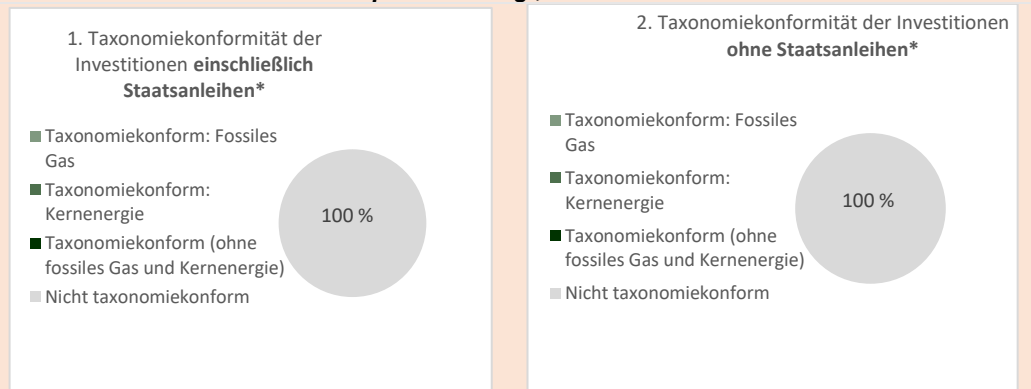 1. Taxonomiekonformität der
Investitionen einschließlich
Staatsanleihen*
Taxonomiekonform: Fossiles
Gas
Taxonomiekonform:
Kernenergie
Taxonomiekonform (ohne
fossiles Gas und Kernenergie)
Nicht taxonomiekonform
100 %
2. Taxonomiekonformität der Investitionen
ohne Staatsanleihen*
Taxonomiekonform: Fossiles
Gas
Taxonomiekonform:
Kernenergie
Taxonomiekonform (ohne
fossiles Gas und Kernenergie)
Nicht taxonomiekonform
100 %